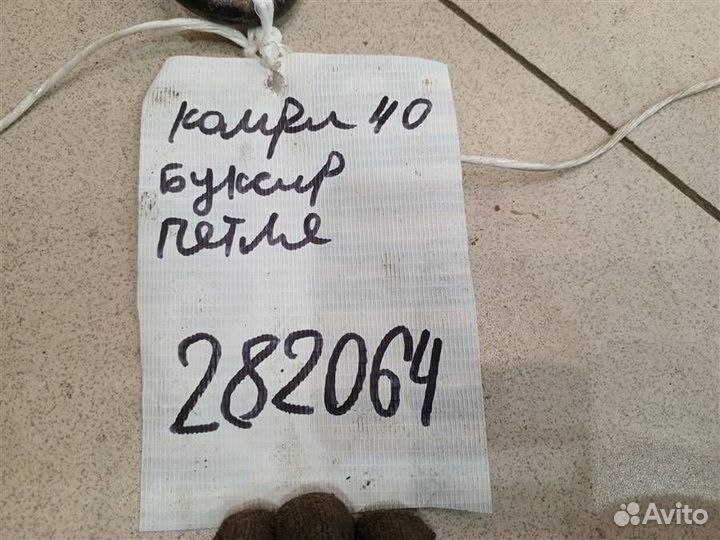 камри 40
Буксир
петля
282064
Avito